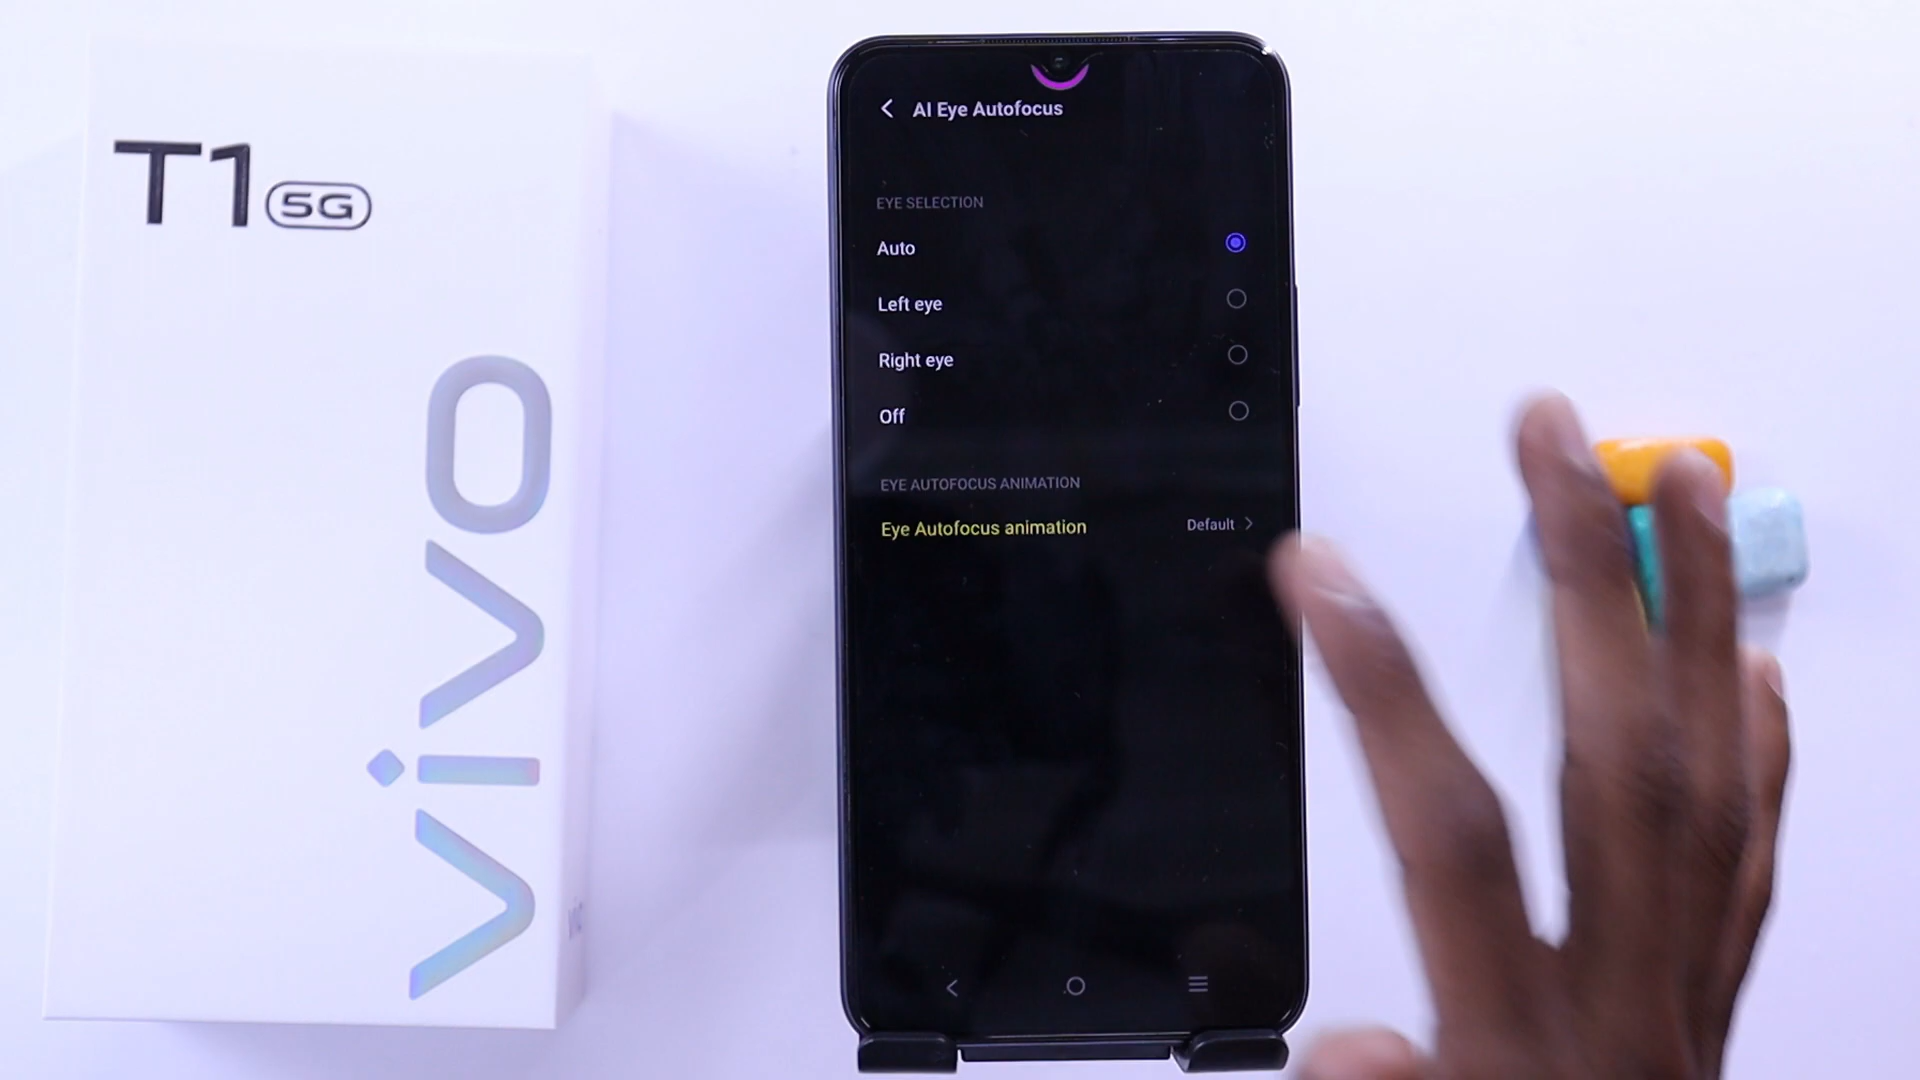 T1 5G
vivo
AI Eye Autofocus
EYE SELECTION
Auto
Left eye
Right eye
Off
EYE AUTOFOCUS ANIMATION
Eye Autofocus animation Default